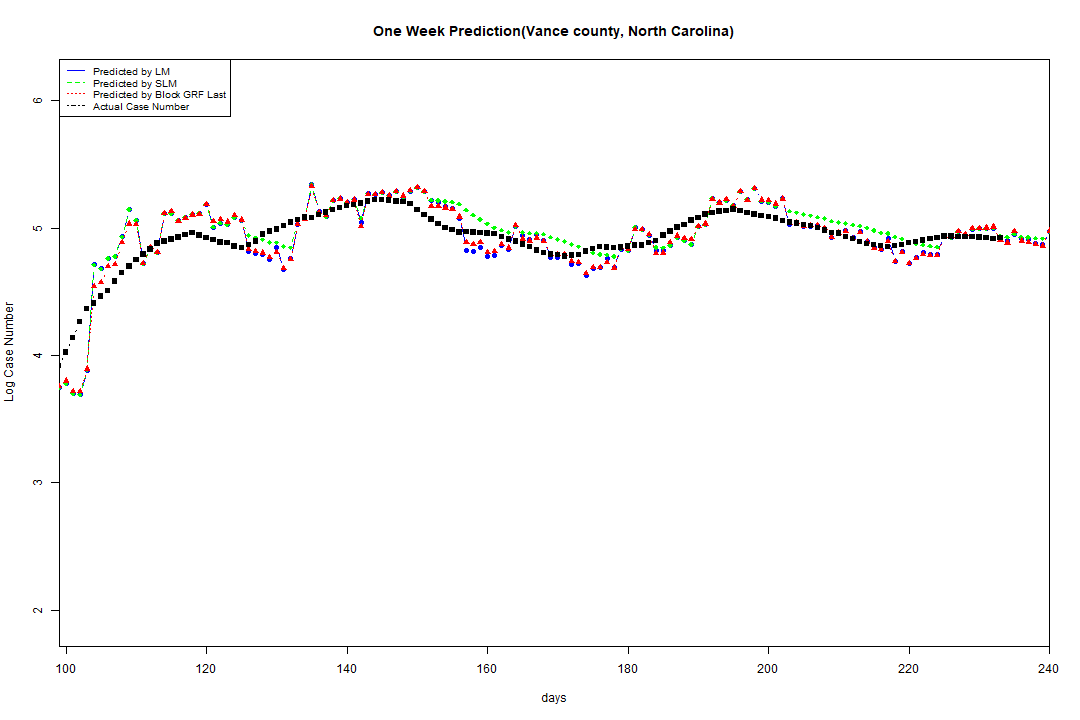 One Week Prediction(Vance county, North Carolina)
Predicted by LM
Predicted by SLM
Predicted by Block GRF Last
Actual Case Number
6
5
4
3
2
Log Case Number
100 120 140 160 180 200 220 240
days